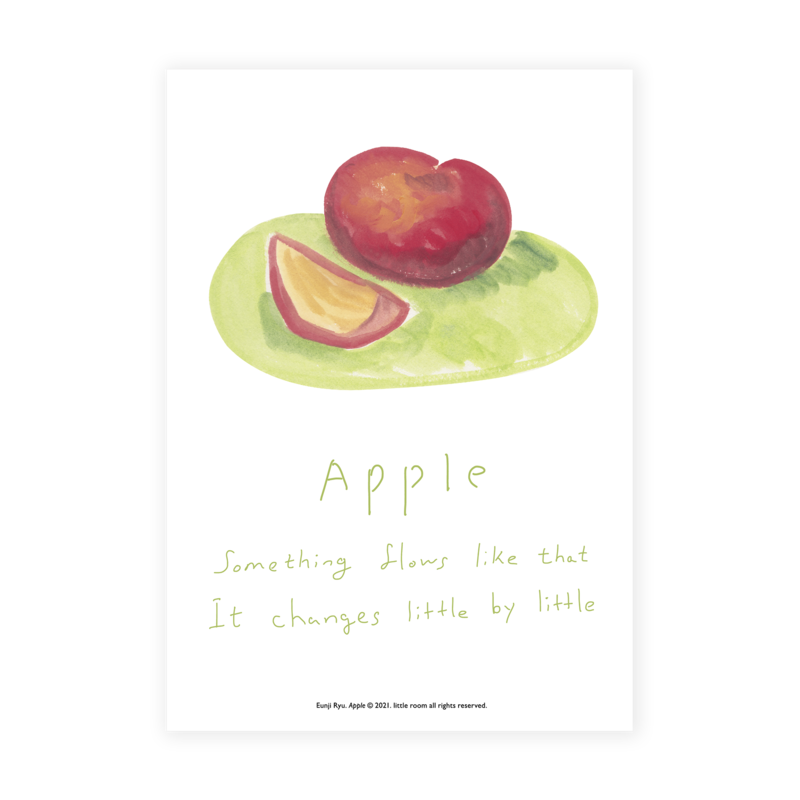 Apple
Something flows like that
It changes little by little
Eunji Ryu. Apple © 2021. little room all rights reserved.